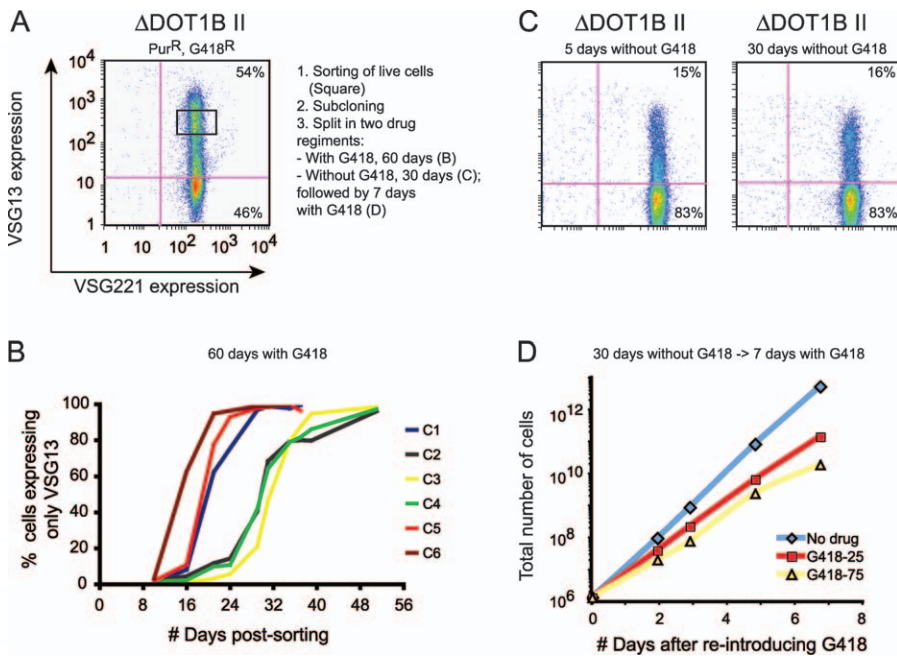 A
ΔDOT1B II
Pur^R, G418^R
VSG13 expression
10^4
10^3
10^2
10
1
54%
46%
1
10
10^2
10^3
10^4
VSG221 expression
1. Sorting of live cells
(Square)
2. Subcloning
3. Split in two drug
regiments:
- With G418, 60 days (B)
- Without G418, 30 days (C);
followed by 7 days
with G418 (D)
C
ΔDOT1B II
5 days without G418
15%
83%
ΔDOT1B II
30 days without G418
16%
83%
B
60 days with G418
% cells expressing
only VSG13
100
80
60
40
20
0
0
8
16
24
32
40
48
56
# Days post-sorting
C1
C2
C3
C4
C5
C6
D
30 days without G418 -> 7 days with G418
Total number of cells
10^12
10^10
10^8
10^6
0
2
4
6
8
# Days after re-introducing G418
No drug
G418-25
G418-75